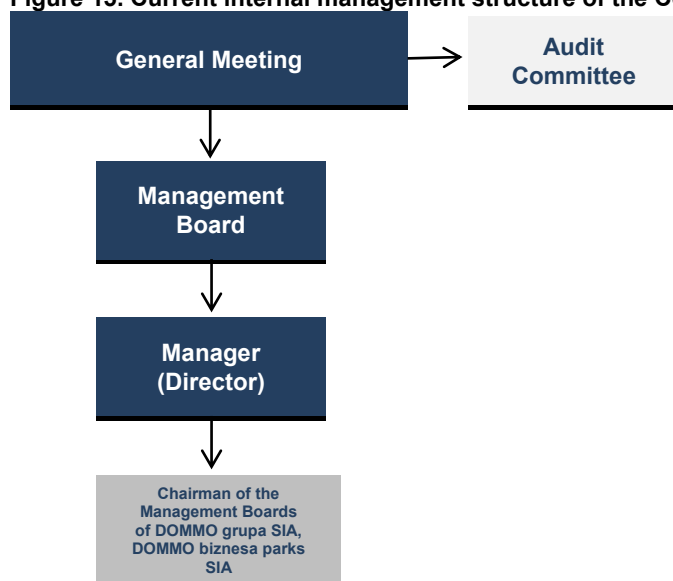 Figure 15. Current internal management structure of the
General Meeting
Audit
Committee
Management
Board
Manager
(Director)
Chairman of the
Management Boards
of DOMMO grupa SIA,
DOMMO biznesa parks
SIA